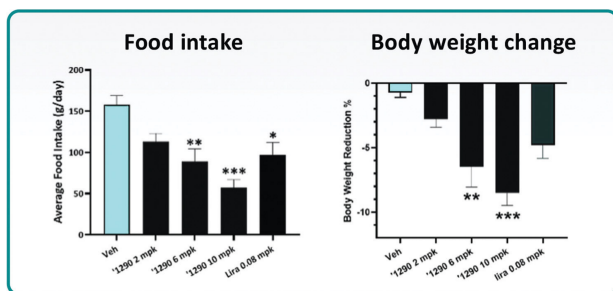 Food intake
Average Food Intake (g/day)
200
150
100
50
0
**
***
*
Veh
'1290 2 mpk
'1290 6 mpk
'1290 10 mpk
Lira 0.08 mpk
Body weight change
Body Weight Reduction %
0
-5
-10
**
***
Veh
'1290 2 mpk
'1290 6 mpk
'1290 10 mpk
lira 0.08 mpk